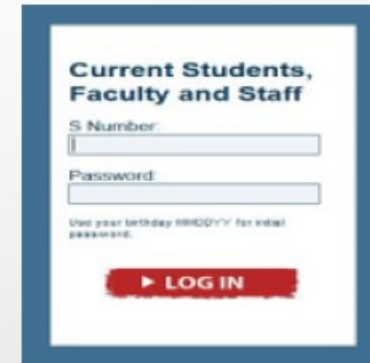 Current Students,
Faculty and Staff
S Number:
Password:
Use your birthday MMDDYY for initial
password.
LOG IN